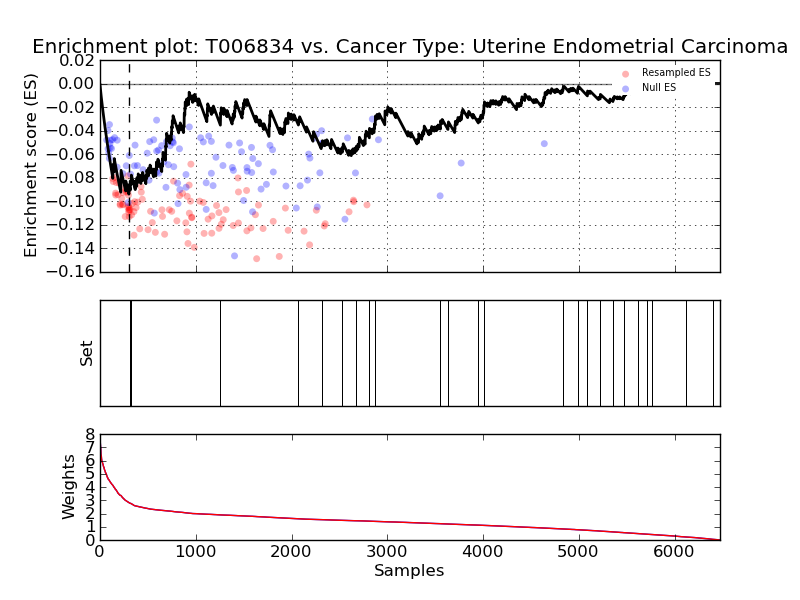 Enrichment plot: T006834 vs. Cancer Type: Uterine Endometrial Carcinoma
0.02
0.00
−0.02
−0.04
−0.06
−0.08
−0.10
−0.12
−0.14
−0.16
Enrichment score (ES)
Resampled ES
Null ES
Set
8
7
6
5
4
3
2
1
0
Weights
0 1000 2000 3000 4000 5000 6000
Samples